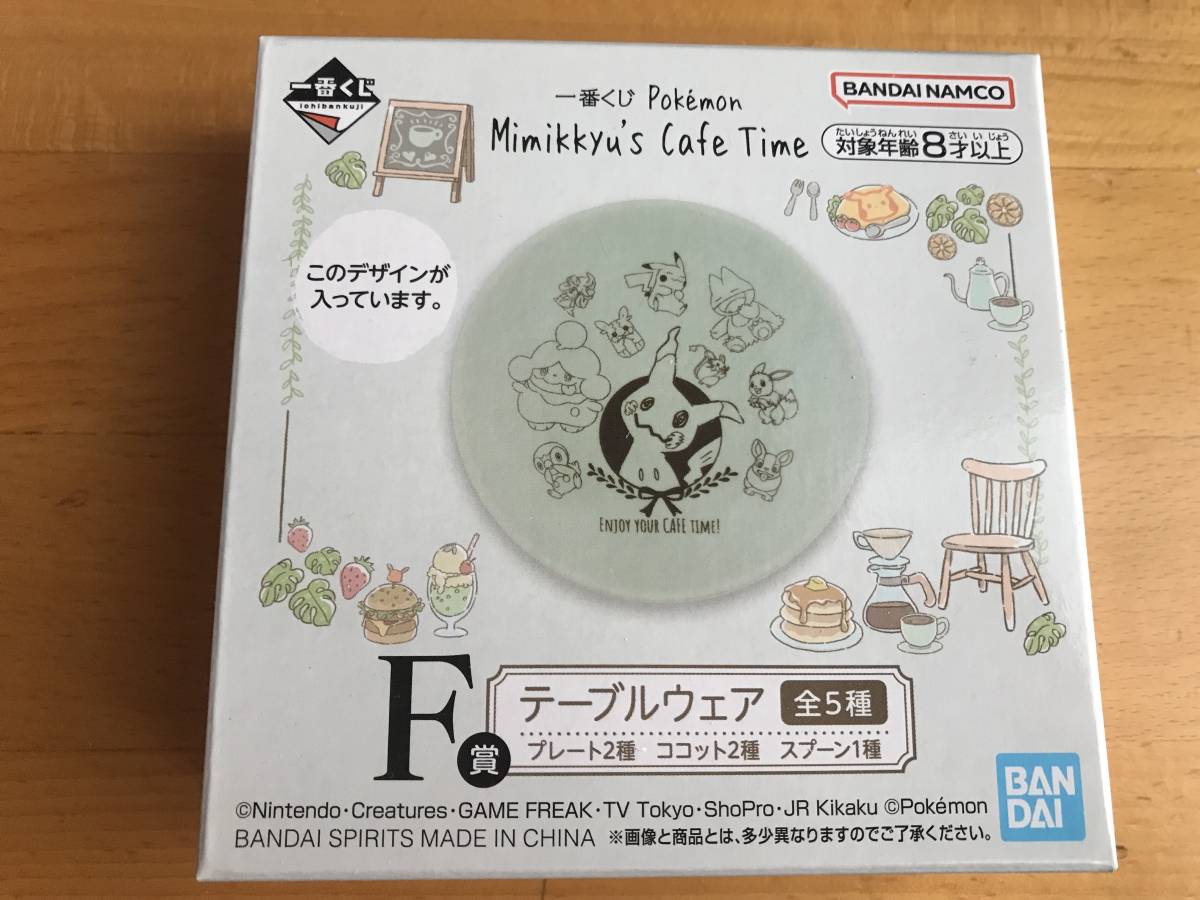 一番くじ
ichibankuji
一番くじ Pokémon
Mimikkyu's Cafe Time
BANDAI NAMCO
たいしょうねんれい さい いじょう
対象年齢8才以上
このデザインが
入っています。
ENJOY YOUR CAFE TIME!
F賞
テーブルウェア 全5種
プレート2種 ココット2種 スプーン1種
©Nintendo・Creatures・GAME FREAK・TV Tokyo・ShoPro・JR Kikaku ©Pokémon
BANDAI SPIRITS MADE IN CHINA ※画像と商品とは、多少異なりますのでご了承ください。
BAN
DAI